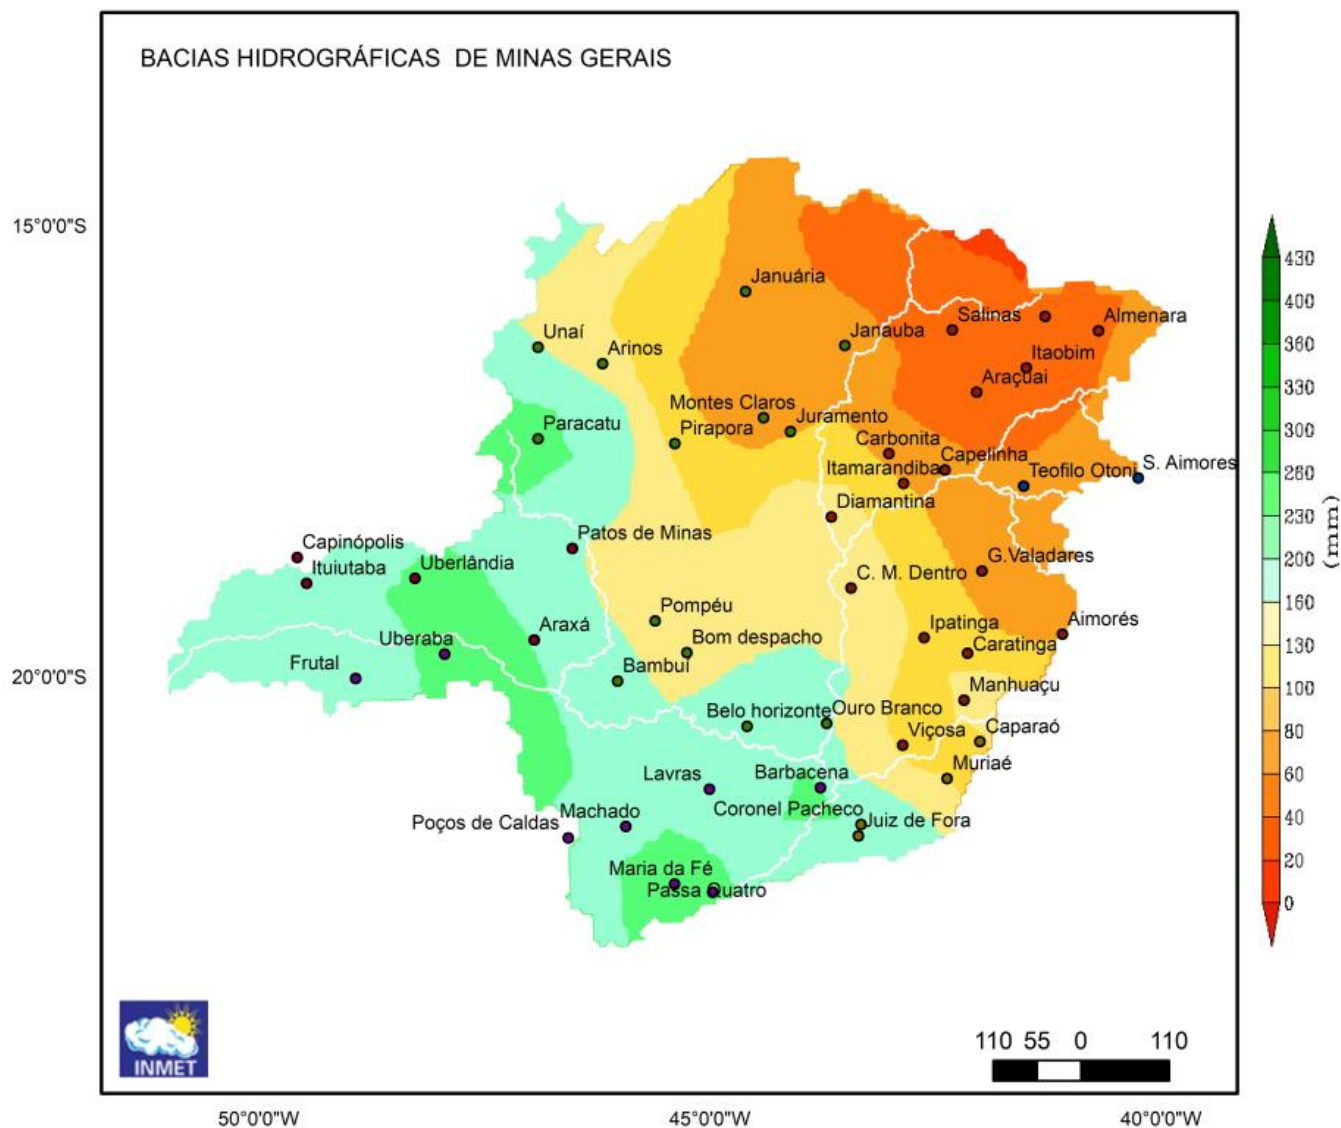 BACIAS HIDROGRÁFICAS  DE MINAS GERAIS
15°0'0"S
430
Januária
400
Salinas
Almenara
Unaí
Janauba
360
Arinos
Itaobim
Araçuai
330
Montes Claros
Juramento
Paracatu
Pirapora
300
Carbonita
Capelinha
S. Aimores
Itamarandiba
Teofilo Otoni
260
Diamantina
230
(mm)
Patos de Minas
Capinópolis
Uberlândia
G.Valadares
200
Ituiutaba
C. M. Dentro
Pompéu
160
Araxá
Ipatinga
Aimorés
Uberaba
Bom despacho
Caratinga
130
Frutal
Bambuí
20°0'0"S
Manhuaçu
100
Belo horizonte
Ouro Branco
Viçosa
Caparaó
80
Muriaé
Lavras
Barbacena
60
Machado
Coronel Pacheco
Poços de Caldas
Juiz de Fora
40
Maria da Fé
20
Passa Quatro
0
110 55 0 110
INMET
50°0'0"W 45°0'0"W 40°0'0"W